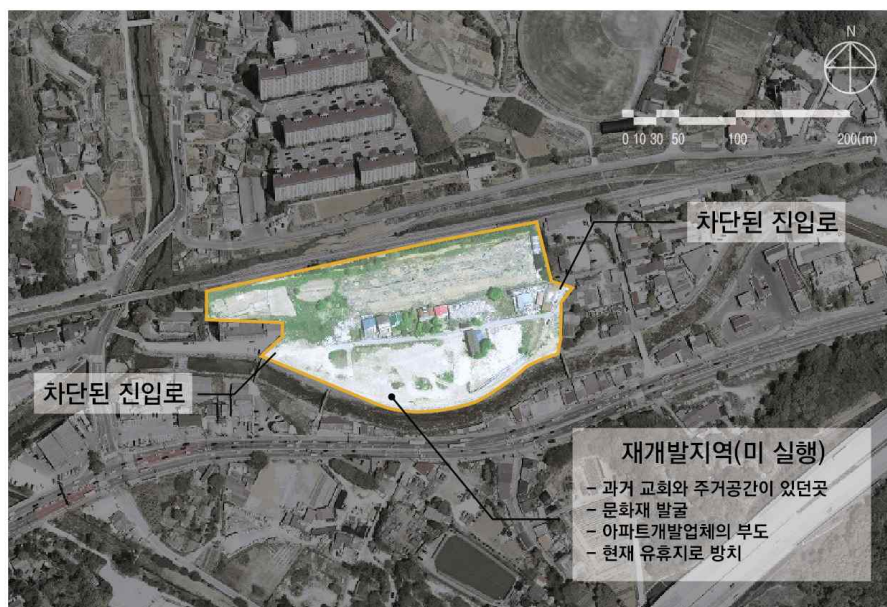 N
0 10 30 50 100 200(m)
차단된 진입로
차단된 진입로
재개발지역(미 실행)
- 과거 교회와 주거공간이 있던곳
- 문화재 발굴
- 아파트개발업체의 부도
- 현재 유휴지로 방치